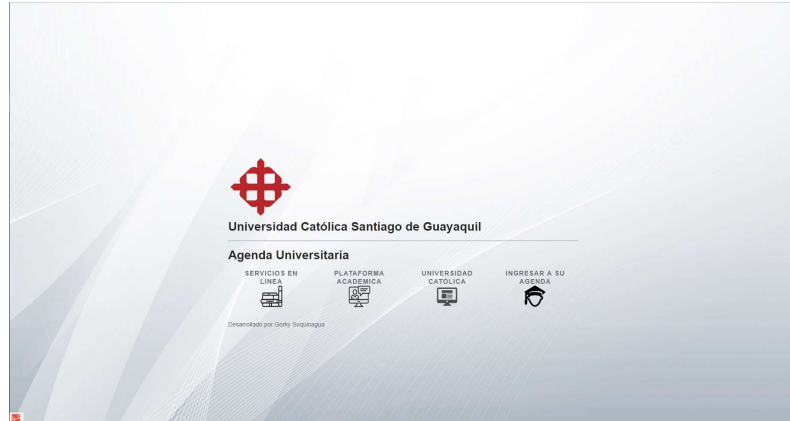 Universidad Católica Santiago de Guayaquil
Agenda Universitaria
SERVICIOS EN
LINEA
PLATAFORMA
ACADEMICA
UNIVERSIDAD
CATOLICA
INGRESAR A SU
AGENDA
Desarrollado por Gorky Suquinagua